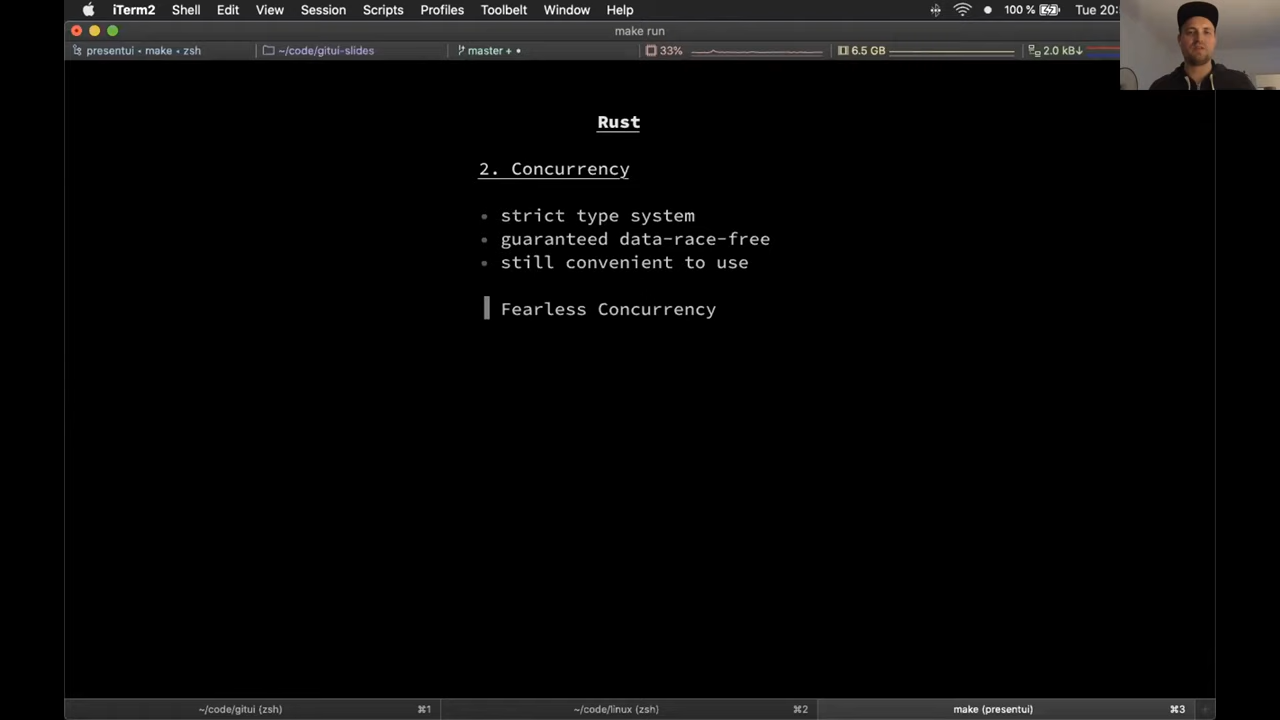 iTerm2 Shell Edit View Session Scripts Profiles Toolbelt Window Help 100 % Tue 20:
make run
presentui • make • zsh ~/code/gitui-slides master + • 33% 6.5 GB 2.0 kB↓
Rust
2. Concurrency
• strict type system
• guaranteed data-race-free
• still convenient to use
Fearless Concurrency
~/code/gitui (zsh) ⌘1 ~/code/linux (zsh) ⌘2 make (presentui) ⌘3